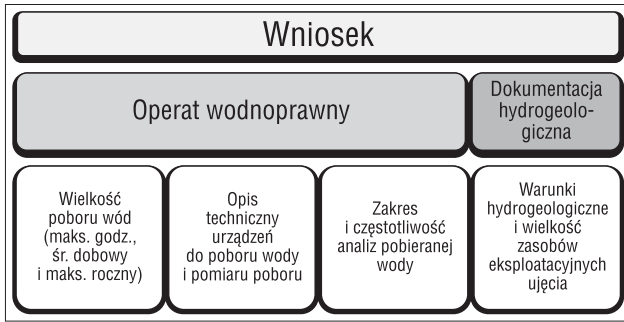 Wniosek
Operat wodnoprawny
Dokumentacja
hydrogeolo-
giczna
Wielkość
poboru wód
(maks. godz.,
śr. dobowy
i maks. roczny)
Opis
techniczny
urządzeń
do poboru wody
i pomiaru poboru
Zakres
i częstotliwość
analiz pobieranej
wody
Warunki
hydrogeologiczne
i wielkość
zasobów
eksploatacyjnych
ujęcia